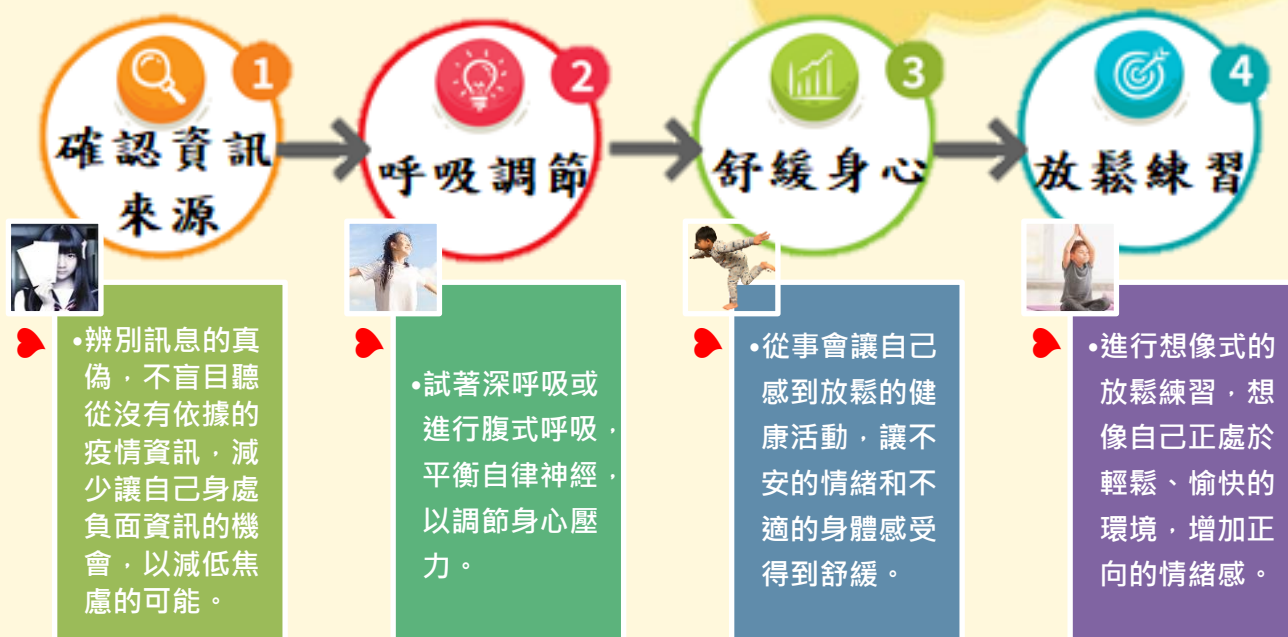 1
確認資訊
來源
2
呼吸調節
3
舒緩身心
4
放鬆練習
•辨別訊息的真
偽，不盲目聽
從沒有依據的
疫情資訊，減
少讓自己身處
負面資訊的機
會，以減低焦
慮的可能。
•試著深呼吸或
進行腹式呼吸，
平衡自律神經，
以調節身心壓
力。
•從事會讓自己
感到放鬆的健
康活動，讓不
安的情緒和不
適的身體感受
得到舒緩。
•進行想像式的
放鬆練習，想
像自己正處於
輕鬆、愉快的
環境，增加正
向的情緒感。